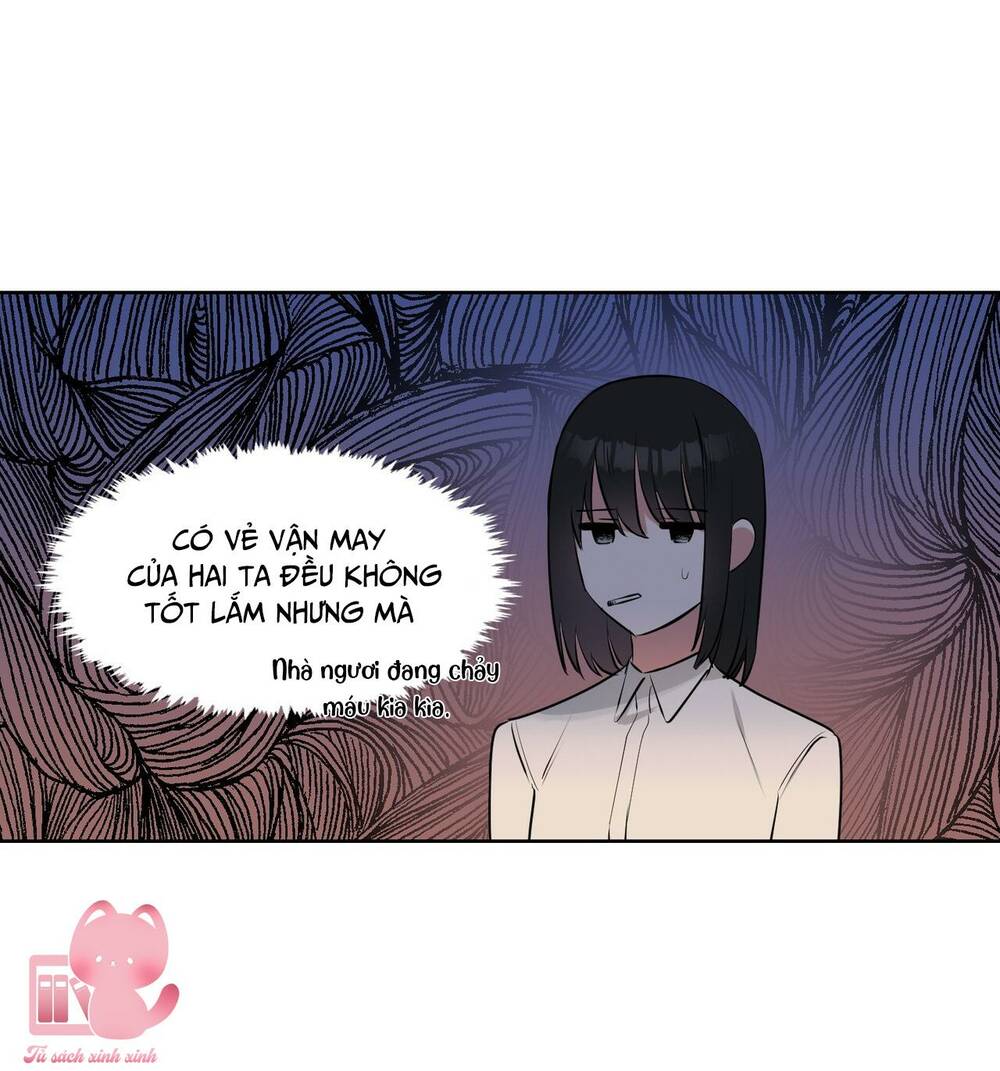 CÓ VẺ VẬN MAY
CỦA HAI TA ĐỀU KHÔNG
TỐT LẮM NHƯNG MÀ
Nhà ngươi đang chảy
máu kia kìa.
Tủ sách xinh xinh